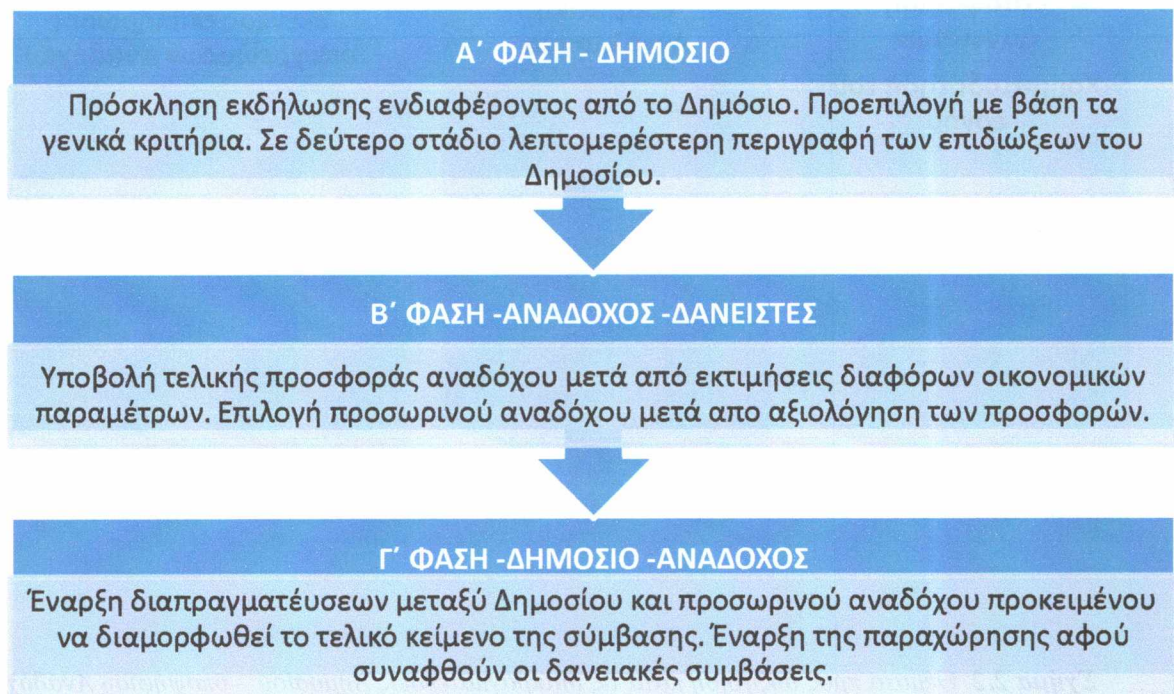 Α΄ ΦΑΣΗ - ΔΗΜΟΣΙΟ
Πρόσκληση εκδήλωσης ενδιαφέροντος από το Δημόσιο. Προεπιλογή με βάση τα
γενικά κριτήρια. Σε δεύτερο στάδιο λεπτομερέστερη περιγραφή των επιδιώξεων του
Δημοσίου.
Β΄ ΦΑΣΗ -ΑΝΑΔΟΧΟΣ -ΔΑΝΕΙΣΤΕΣ
Υποβολή τελικής προσφοράς αναδόχου μετά από εκτιμήσεις διαφόρων οικονομικών
παραμέτρων. Επιλογή προσωρινού αναδόχου μετά απο αξιολόγηση των προσφορών.
Γ΄ ΦΑΣΗ -ΔΗΜΟΣΙΟ -ΑΝΑΔΟΧΟΣ
Έναρξη διαπραγματέυσεων μεταξύ Δημοσίου και προσωρινού αναδόχου προκειμένου
να διαμορφωθεί το τελικό κείμενο της σύμβασης. Έναρξη της παραχώρησης αφού
συναφθούν οι δανειακές συμβάσεις.